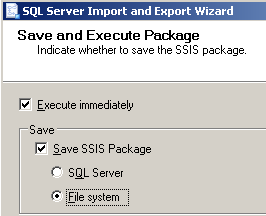 SQL Server Import and Export Wizard
Save and Execute Package
Indicate whether to save the SSIS package.
Execute immediately
Save
Save SSIS Package
SQL Server
File system